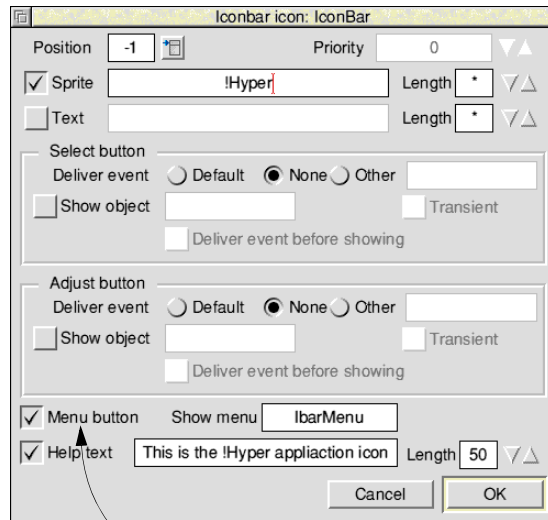 Iconbar icon: IconBar
Position -1 Priority 0
Sprite !Hyper Length *
Text Length *
Select button
Deliver event Default None Other
Show object Transient
Deliver event before showing
Adjust button
Deliver event Default None Other
Show object Transient
Deliver event before showing
Menu button Show menu IbarMenu
Help text This is the !Hyper appliaction icon Length 50
Cancel OK